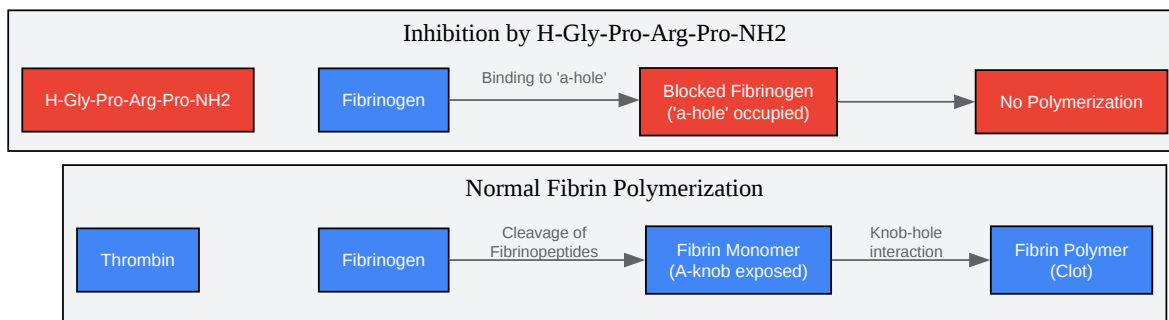 Inhibition by H-Gly-Pro-Arg-Pro-NH2
H-Gly-Pro-Arg-Pro-NH2
Fibrinogen
Binding to 'a-hole'
Blocked Fibrinogen
('a-hole' occupied)
No Polymerization
Normal Fibrin Polymerization
Thrombin
Fibrinogen
Cleavage of
Fibrinopeptides
Fibrin Monomer
(A-knob exposed)
Knob-hole
interaction
Fibrin Polymer
(Clot)